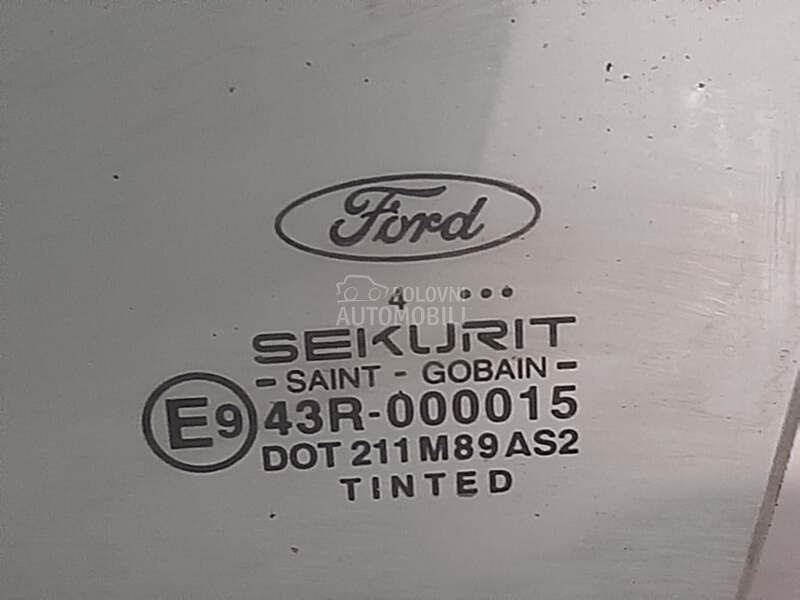 Ford
4 •••
POLOVNI
AUTOMOBILI
SEKURIT
- SAINT - GOBAIN -
E9 43R-000015
DOT 211 M89 AS2
TINTED